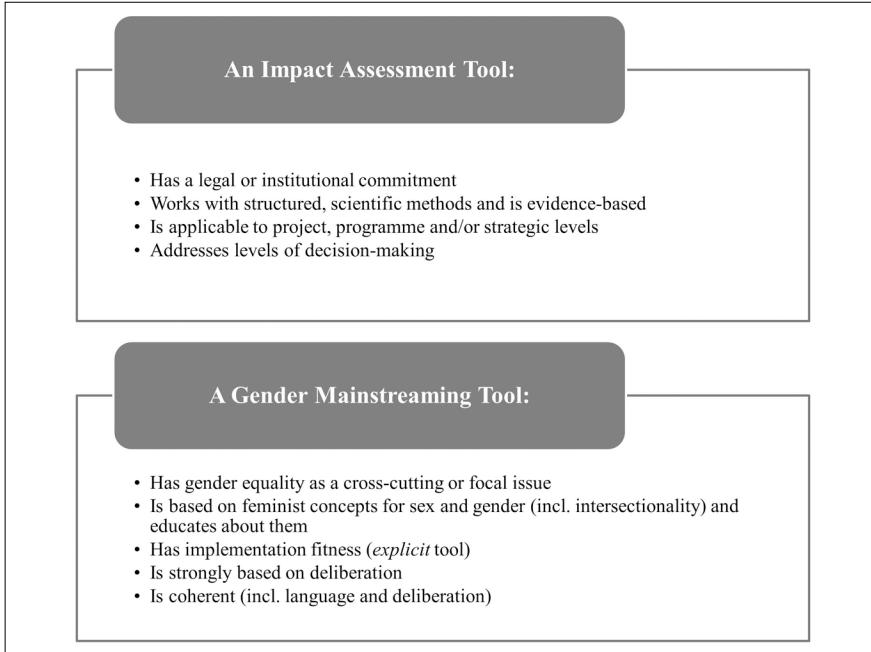 An Impact Assessment Tool:
• Has a legal or institutional commitment
• Works with structured, scientific methods and is evidence-based
• Is applicable to project, programme and/or strategic levels
• Addresses levels of decision-making
A Gender Mainstreaming Tool:
• Has gender equality as a cross-cutting or focal issue
• Is based on feminist concepts for sex and gender (incl. intersectionality) and
educates about them
• Has implementation fitness (explicit tool)
• Is strongly based on deliberation
• Is coherent (incl. language and deliberation)